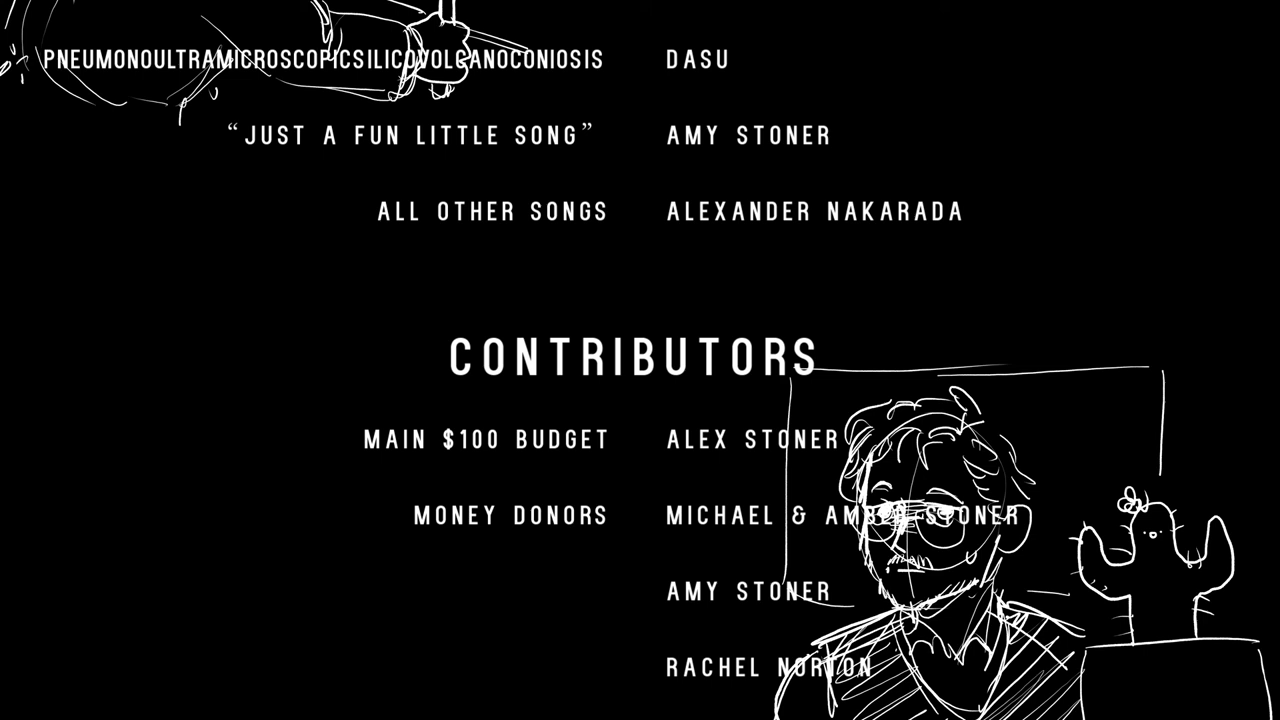 PNEUMONOULTRAMICROSCOPICSILICOVOLCANOCONIOSIS DASU
“JUST A FUN LITTLE SONG” AMY STONER
ALL OTHER SONGS ALEXANDER NAKARADA
CONTRIBUTORS
MAIN $100 BUDGET ALEX STONER
MONEY DONORS MICHAEL & AMBER STONER
AMY STONER
RACHEL NORTON